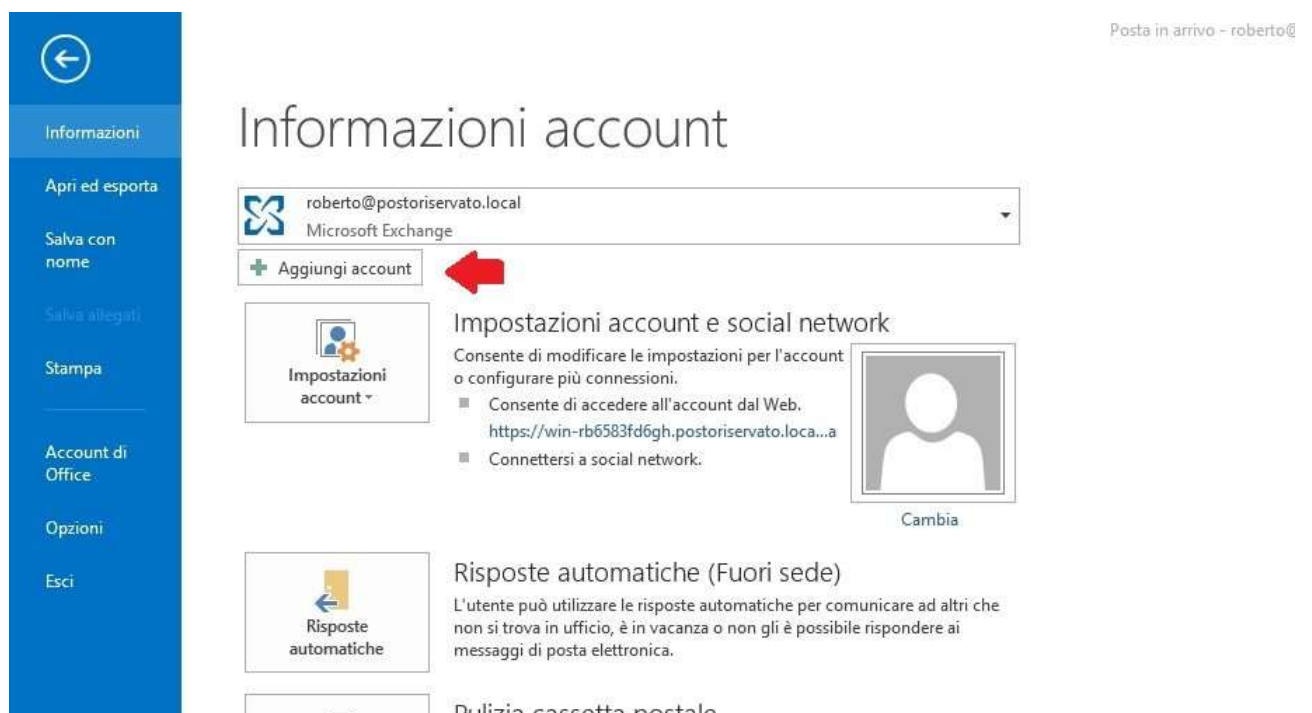 Posta in arrivo - roberto@
Informazioni
Apri ed esporta
Salva con
nome
Salva allegati
Stampa
Account di
Office
Opzioni
Esci
Informazioni account
roberto@postoriservato.local
Microsoft Exchange
Aggiungi account
Impostazioni
account
Impostazioni account e social network
Consente di modificare le impostazioni per l'account
o configurare più connessioni.
Consente di accedere all'account dal Web.
https://win-rb6583fd6gh.postoriservato.loca...a
Connettersi a social network.
Cambia
Risposte
automatiche
Risposte automatiche (Fuori sede)
L'utente può utilizzare le risposte automatiche per comunicare ad altri che
non si trova in ufficio, è in vacanza o non gli è possibile rispondere ai
messaggi di posta elettronica.
Pulizia cassetta postale